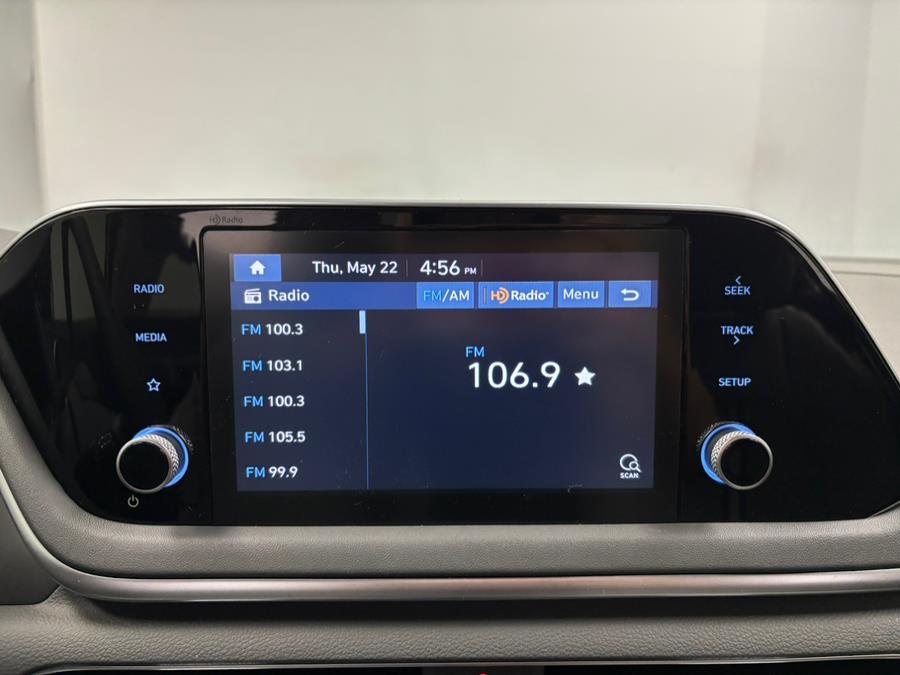 HD Radio
Thu, May 22 4:56 PM
Radio FM/AM HD Radio Menu
FM 100.3
FM 103.1
FM 100.3
FM 105.5
FM 99.9
FM
106.9
SCAN
RADIO
MEDIA
SEEK
TRACK
SETUP